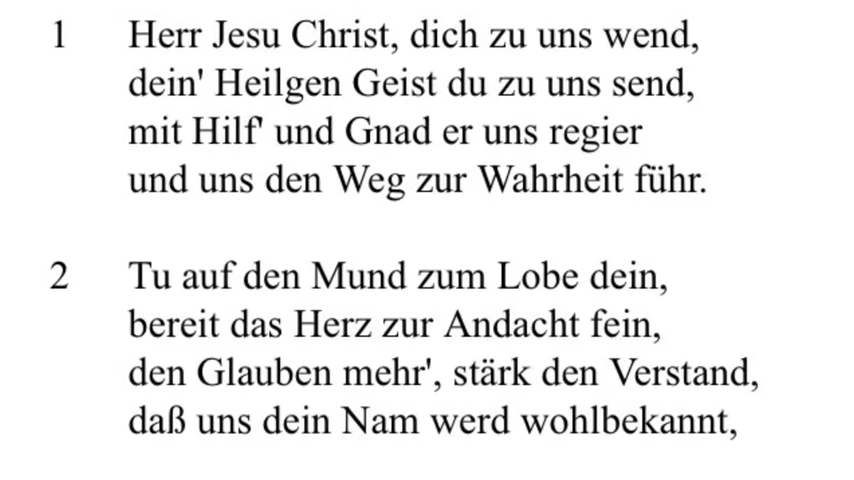 1 Herr Jesu Christ, dich zu uns wend,
dein' Heilgen Geist du zu uns send,
mit Hilf' und Gnad er uns regier
und uns den Weg zur Wahrheit führ.
2 Tu auf den Mund zum Lobe dein,
bereit das Herz zur Andacht fein,
den Glauben mehr', stärk den Verstand,
daß uns dein Nam werd wohlbekannt,